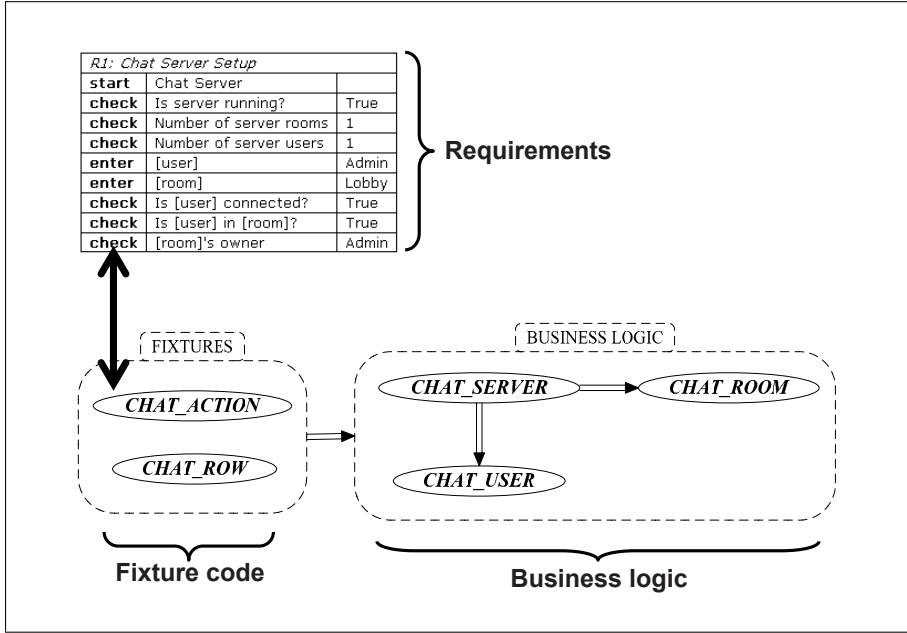 R1: Chat Server Setup
start Chat Server
check Is server running? True
check Number of server rooms 1
check Number of server users 1
enter [user] Admin
enter [room] Lobby
check Is [user] connected? True
check Is [user] in [room]? True
check [room]'s owner Admin
Requirements
FIXTURES
BUSINESS LOGIC
CHAT_ACTION
CHAT_SERVER
CHAT_ROOM
CHAT_ROW
CHAT_USER
Fixture code
Business logic